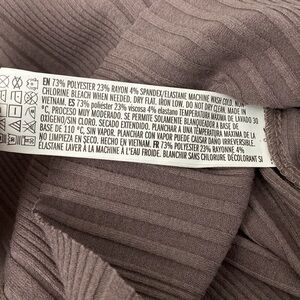 EN 73% POLYESTER 23% RAYON 4% SPANDEX/ELASTANE MACHINE WASH COLD.
CHLORINE BLEACH WHEN NEEDED. DRY FLAT. IRON LOW. DO NOT DRY CLEAN. MADE IN
VIETNAM. ES 73% poliéster 23% viscosa 4% elastano TEMPERATURA MAXIMA DE LAVADO 30
°C, PROCESO MUY MODERADO. SE PERMITE SOLAMENTE BLANQUEADOR A BASE DE
OXIGENO/SIN CLORO. SECADO EXTENDIDO. PLANCHAR A UNA TEMPERATURA MAXIMA DE LA
BASE DE 110 °C, SIN VAPOR. PLANCHAR CON VAPOR PUEDE CAUSAR DAÑO IRREVERSIBLE.
NO LIMPIEZA EN SECO. HECHO EN VIETNAM. FR 73% POLYESTER 23% RAYONNE 4%
ÉLASTANE LAVER À LA MACHINE À L'EAU FROIDE. BLANCHIR SANS CHLORURE DÉCOLORANT SI